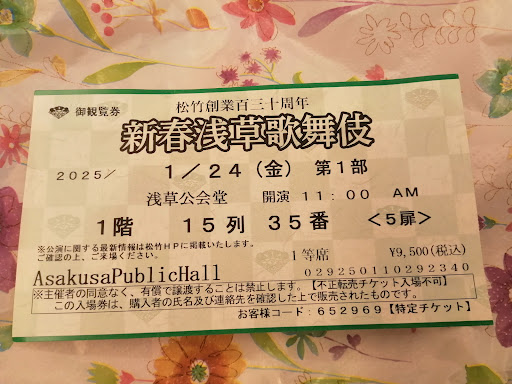 御観覧券
松竹創業百三十周年
新春浅草歌舞伎
2025/ 1/24(金) 第1部
浅草公会堂 開演 11:00 AM
1階 15列 35番 <5扉>
※公演に関する最新情報は松竹HPに掲載いたします。
ご確認の上、ご来場ください。
1等席 ¥9,500(税込)
AsakusaPublicHall 029250110292340
※主催者の同意なく、有償で譲渡することは禁止します。【不正転売チケット入場不可】
この入場券は、購入者の氏名及び連絡先を確認した上で販売されたものです。
お客様コード:652969【特定チケット】